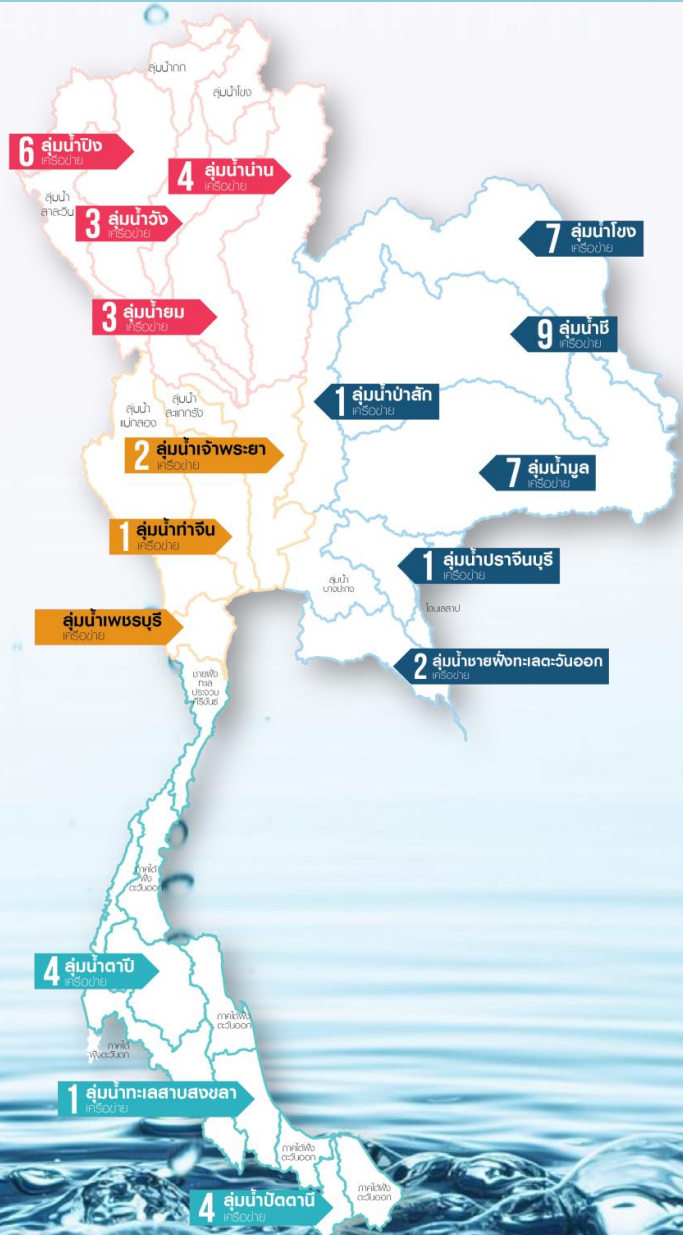 ลุ่มน้ำกก
ลุ่มน้ำโขง
6 ลุ่มน้ำปิง
เครือข่าย
4 ลุ่มน้ำน่าน
เครือข่าย
ลุ่มน้ำ
สาละวิน
3 ลุ่มน้ำวัง
เครือข่าย
7 ลุ่มน้ำโขง
เครือข่าย
3 ลุ่มน้ำยม
เครือข่าย
9 ลุ่มน้ำชี
เครือข่าย
1 ลุ่มน้ำป่าสัก
เครือข่าย
ลุ่มน้ำ
แม่กลอง
ลุ่มน้ำ
สะแกกรัง
2 ลุ่มน้ำเจ้าพระยา
เครือข่าย
7 ลุ่มน้ำมูล
เครือข่าย
1 ลุ่มน้ำท่าจีน
เครือข่าย
1 ลุ่มน้ำปราจีนบุรี
เครือข่าย
ลุ่มน้ำ
บางปะกง
โตนเลสาป
ลุ่มน้ำเพชรบุรี
เครือข่าย
2 ลุ่มน้ำชายฝั่งทะเลตะวันออก
เครือข่าย
ชายฝั่ง
ทะเล
ประจวบ
คีรีขันธ์
ภาคใต้
ฝั่ง
ตะวันออก
4 ลุ่มน้ำตาปี
เครือข่าย
ภาคใต้ฝั่ง
ตะวันออก
ภาคใต้
ฝั่งตะวันตก
1 ลุ่มน้ำทะเลสาบสงขลา
เครือข่าย
ภาคใต้ฝั่ง
ตะวันออก
ภาคใต้ฝั่ง
ตะวันออก
4 ลุ่มน้ำปัตตานี
เครือข่าย